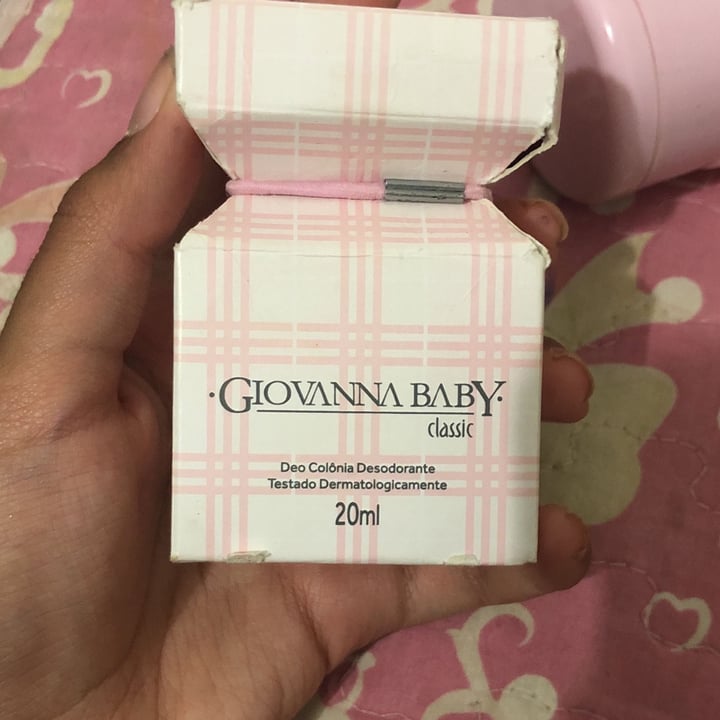 GIOVANNA BABY
classic
Deo Colônia Desodorante
Testado Dermatologicamente
20ml